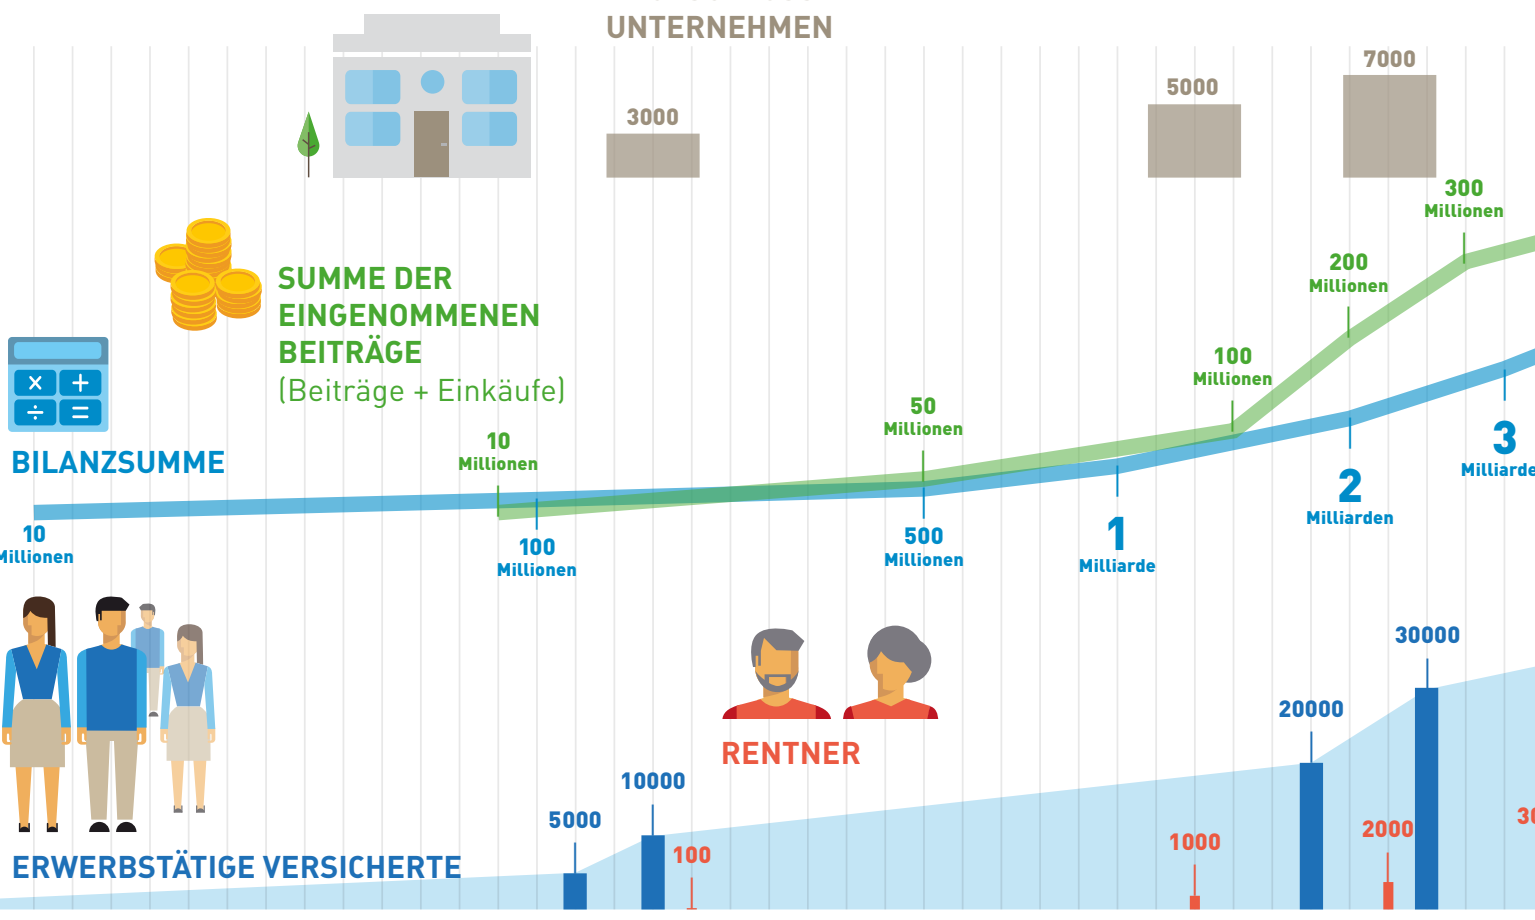 UNTERNEHMEN
7000
5000
3000
300
Millionen
200
Millionen
SUMME DER
EINGENOMMENEN
BEITRÄGE
(Beiträge + Einkäufe)
100
Millionen
50
Millionen
10
Millionen
BILANZSUMME
10
Millionen
100
Millionen
500
Millionen
1
Milliarde
2
Milliarden
3
Milliarde
30000
20000
RENTNER
10000
5000
100
1000
2000
ERWERBSTÄTIGE VERSICHERTE